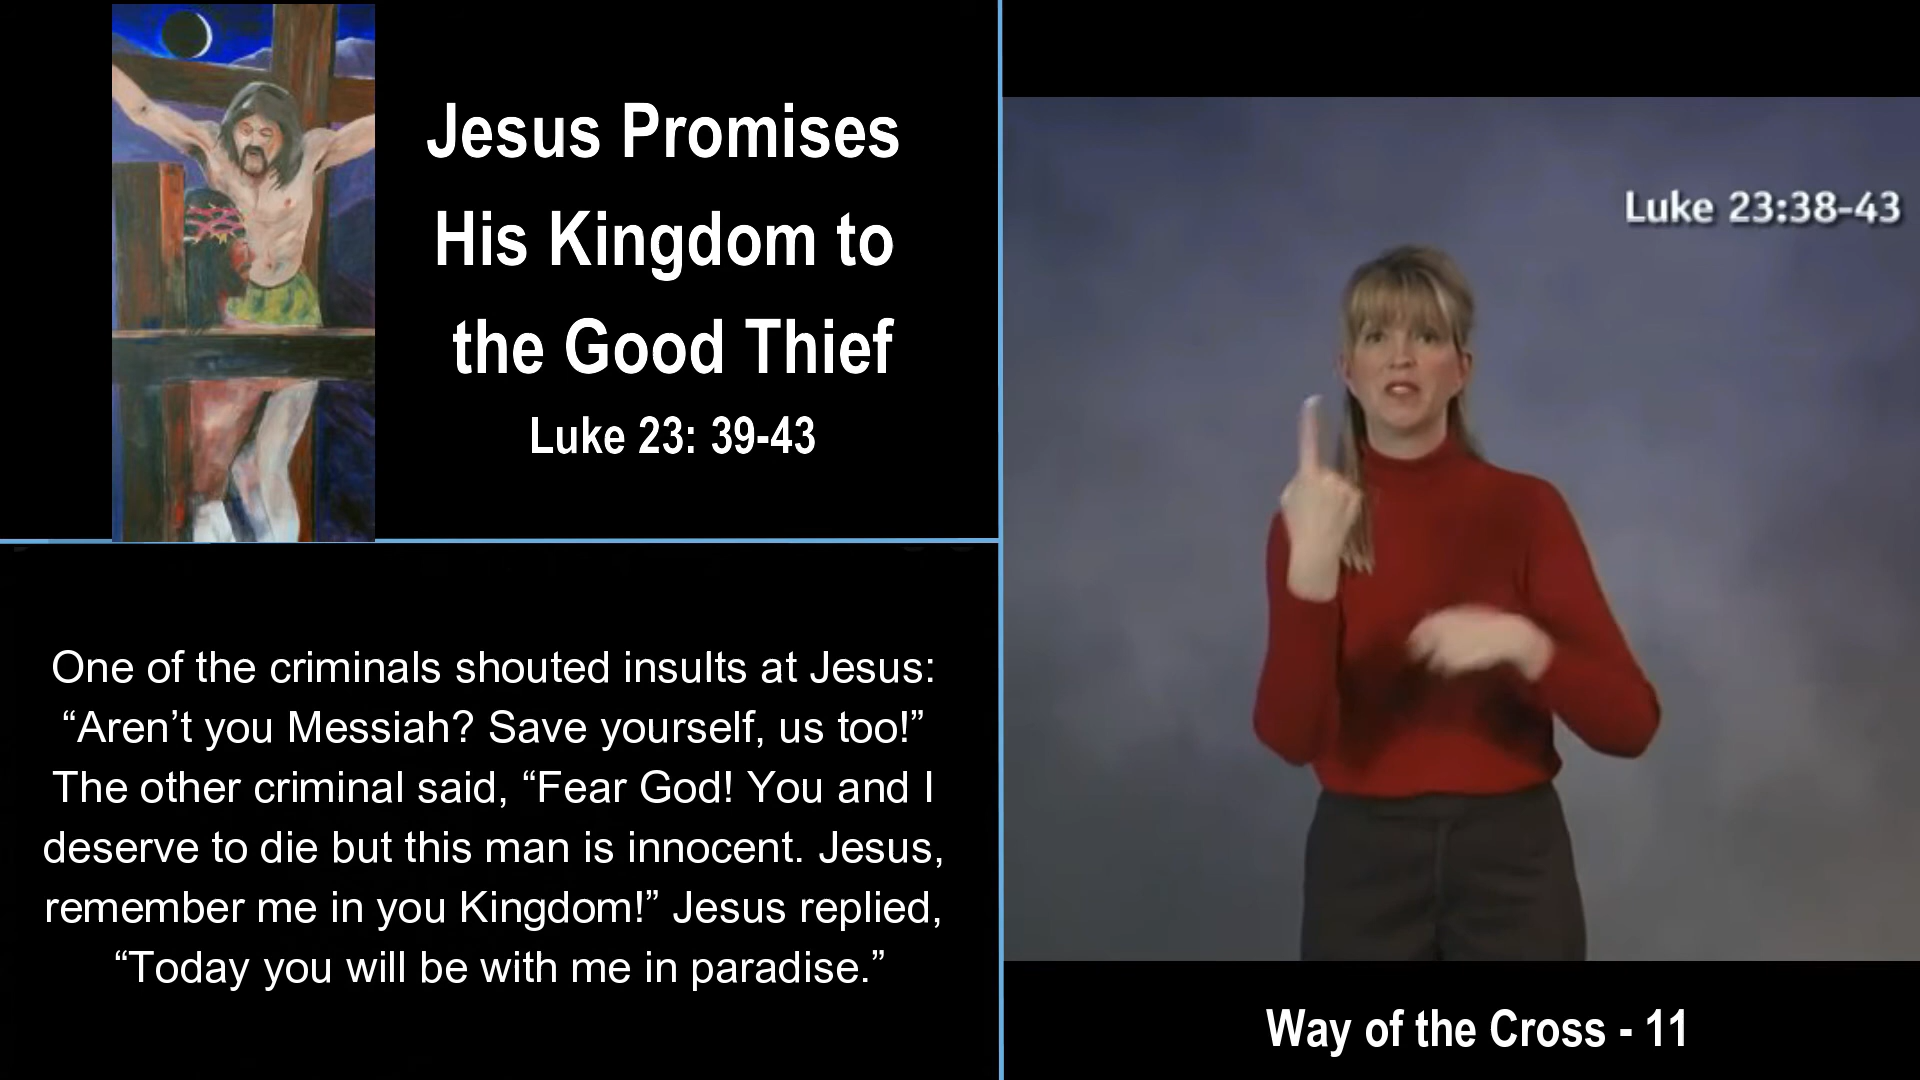 Jesus Promises
His Kingdom to
the Good Thief
Luke 23: 39-43
One of the criminals shouted insults at Jesus:
“Aren’t you Messiah? Save yourself, us too!”
The other criminal said, “Fear God! You and I
deserve to die but this man is innocent. Jesus,
remember me in you Kingdom!” Jesus replied,
“Today you will be with me in paradise.”
Luke 23:38-43
Way of the Cross - 11